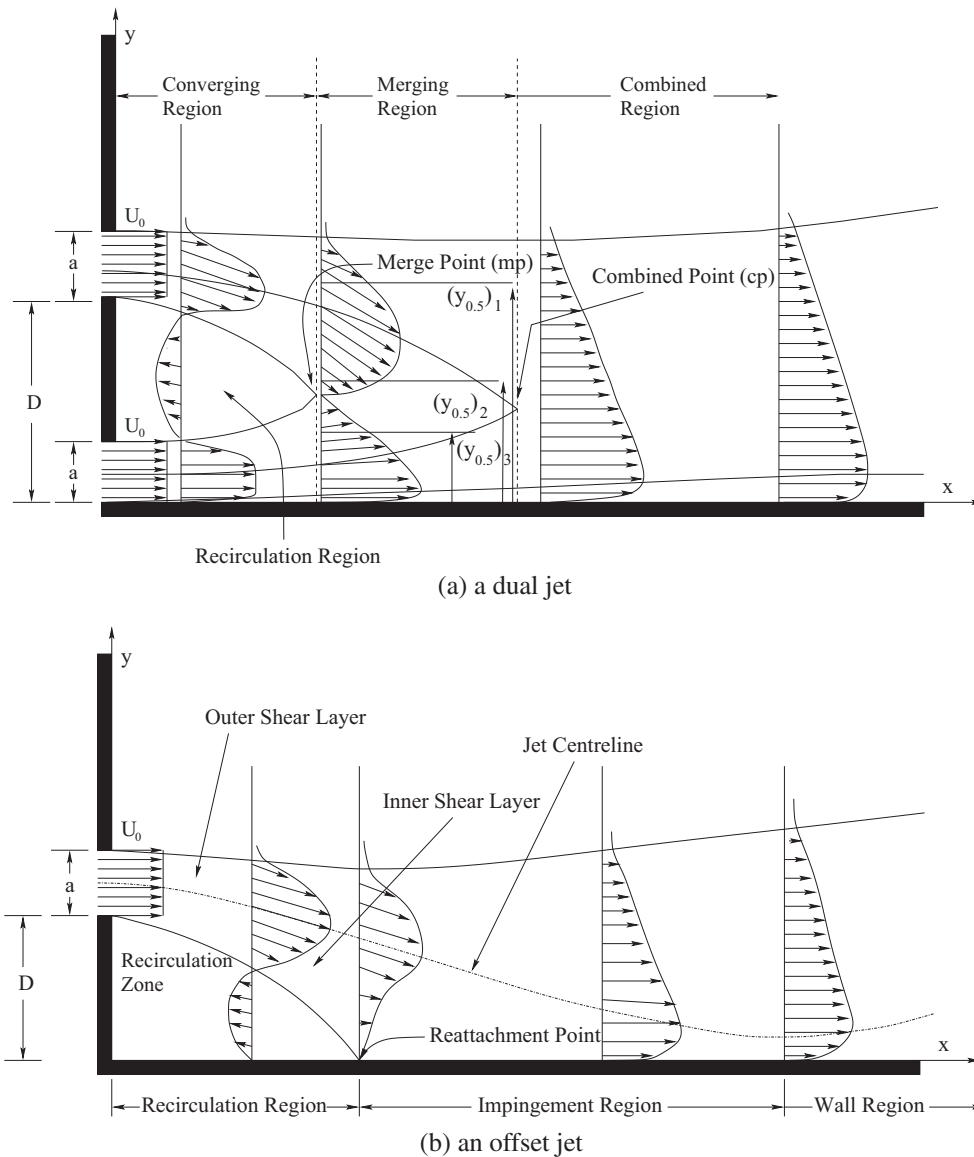 y
Converging
Region
Merging
Region
Combined
Region
U₀
a
Merge Point (mp)
Combined Point (cp)
(y₀.₅)₁
D
(y₀.₅)₂
U₀
(y₀.₅)₃
a
x
Recirculation Region
(a) a dual jet
y
Outer Shear Layer
Jet Centreline
Inner Shear Layer
U₀
a
Recirculation
Zone
D
Reattachment Point
x
Recirculation Region
Impingement Region
Wall Region
(b) an offset jet